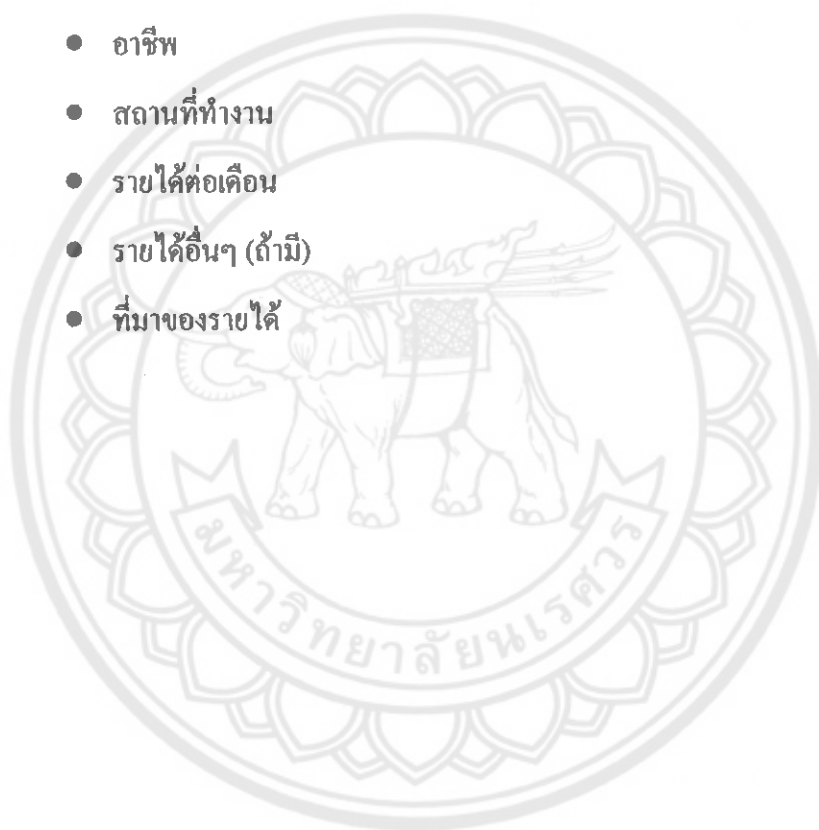 ● อาชีพ
● สถานที่ทำงาน
● รายได้ต่อเดือน
● รายได้อื่นๆ (ถ้ามี)
● ที่มาของรายได้
มหาวิทยาลัยนเรศวร